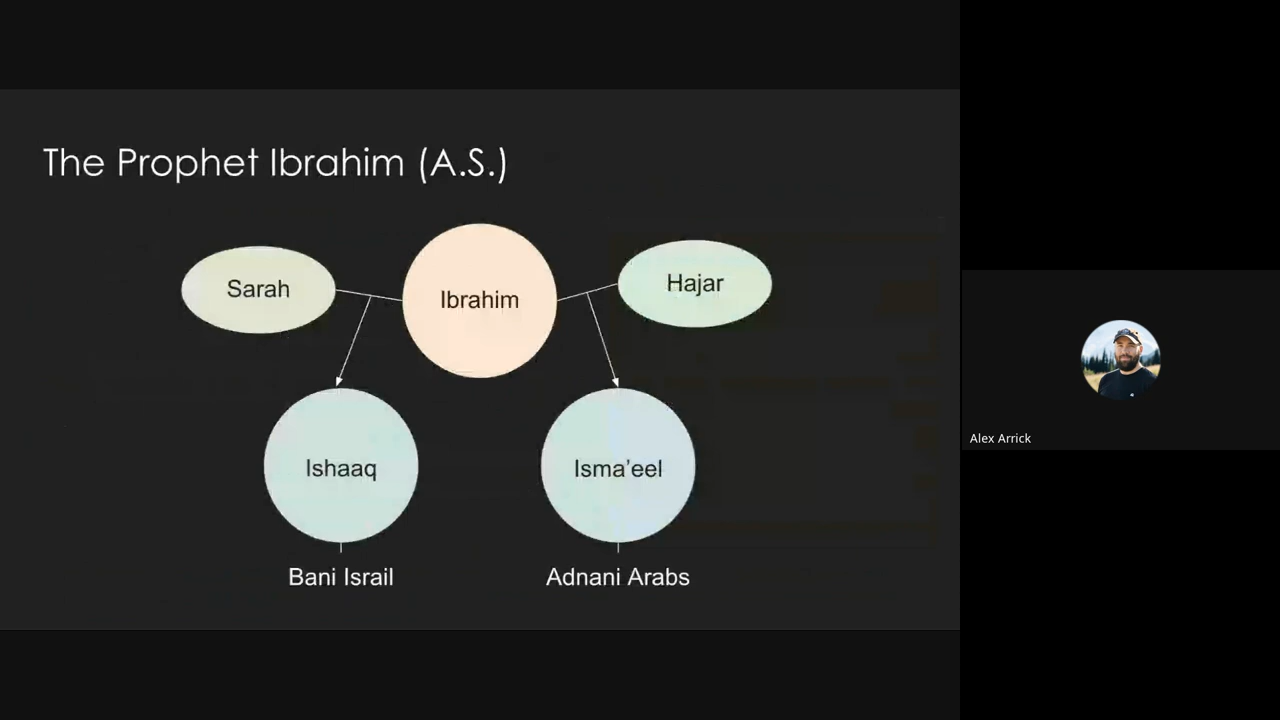 The Prophet Ibrahim (A.S.)
Sarah
Ibrahim
Hajar
Ishaaq
Isma’eel
Bani Israil
Adnani Arabs
Alex Arrick